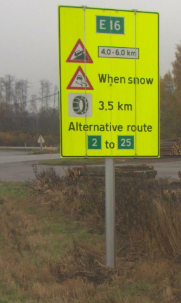 E 16
4.0-6.0 km
When snow
3.5 km
Alternative route
2 to 25